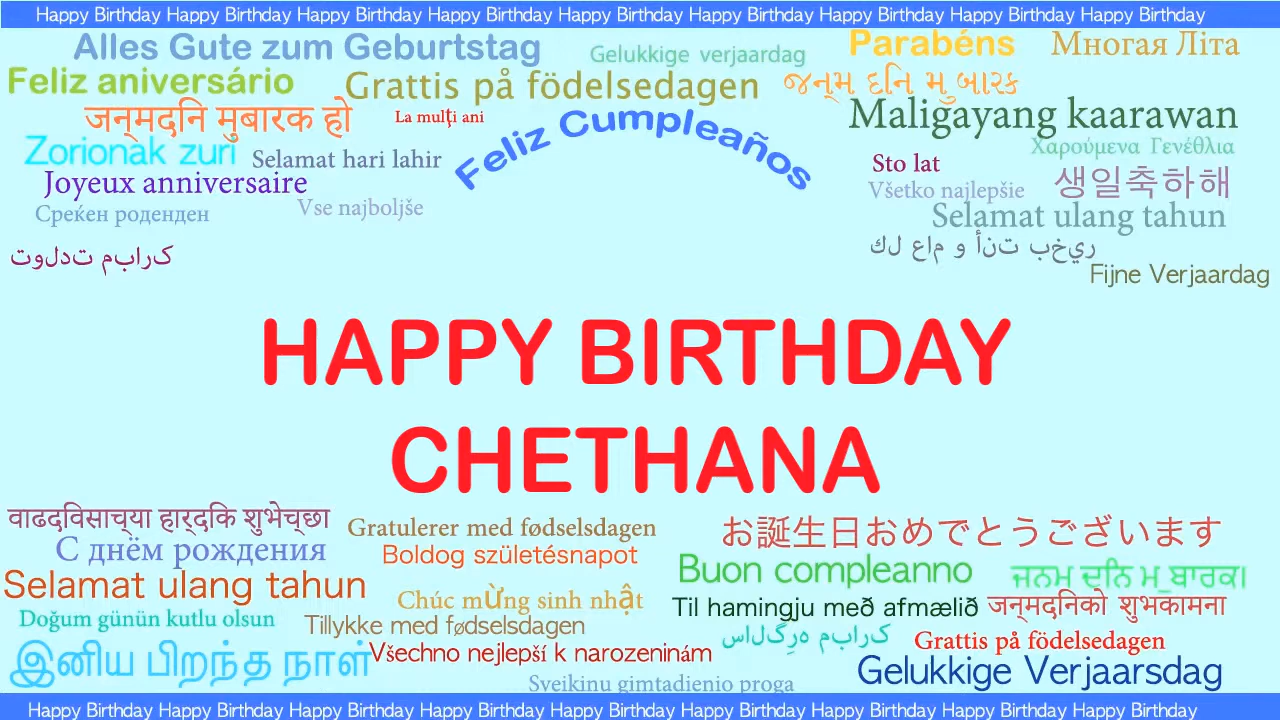 Happy Birthday Happy Birthday Happy Birthday Happy Birthday Happy Birthday Happy Birthday Happy Birthday Happy Birthday Happy Birthday
Alles Gute zum Geburtstag
Gelukkige verjaardag
Parabéns
Многая Літа
Feliz aniversário
Grattis på födelsedagen
જન્મ દનિ મુ બારક
जन्मदनि मुबारक हो
La mulţi ani
Feliz Cumpleaños
Maligayang kaarawan
Zorionak zuri
Selamat hari lahir
Sto lat
Χαρούμενα Γενέθλια
Joyeux anniversaire
Všetko najlepšie
생일축하해
Среќен роденден
Vse najboljše
Selamat ulang tahun
تولدت مبارک
كل عام و أنت بخير
Fijne Verjaardag
HAPPY BIRTHDAY
CHETHANA
वाढदविसाच्या हार्दकि शुभेच्छा
Gratulerer med fødselsdagen
お誕生日おめでとうございます
С днём рождения
Boldog születésnapot
Buon compleanno
ਜਨਮ ਦਨਿ ਮੁ ਬਾਰਕ।
Selamat ulang tahun
Chúc mừng sinh nhật
Til hamingju með afmælið
जन्मदनिको शुभकामना
Doğum günün kutlu olsun
Tillykke med fødselsdagen
سالگِرہ مبارک
Grattis på födelsedagen
இனிய பிறந்த நாள்
Všechno nejlepší k narozeninám
Gelukkige Verjaarsdag
Sveikinu gimtadienio proga
Happy Birthday Happy Birthday Happy Birthday Happy Birthday Happy Birthday Happy Birthday Happy Birthday Happy Birthday Happy Birthday